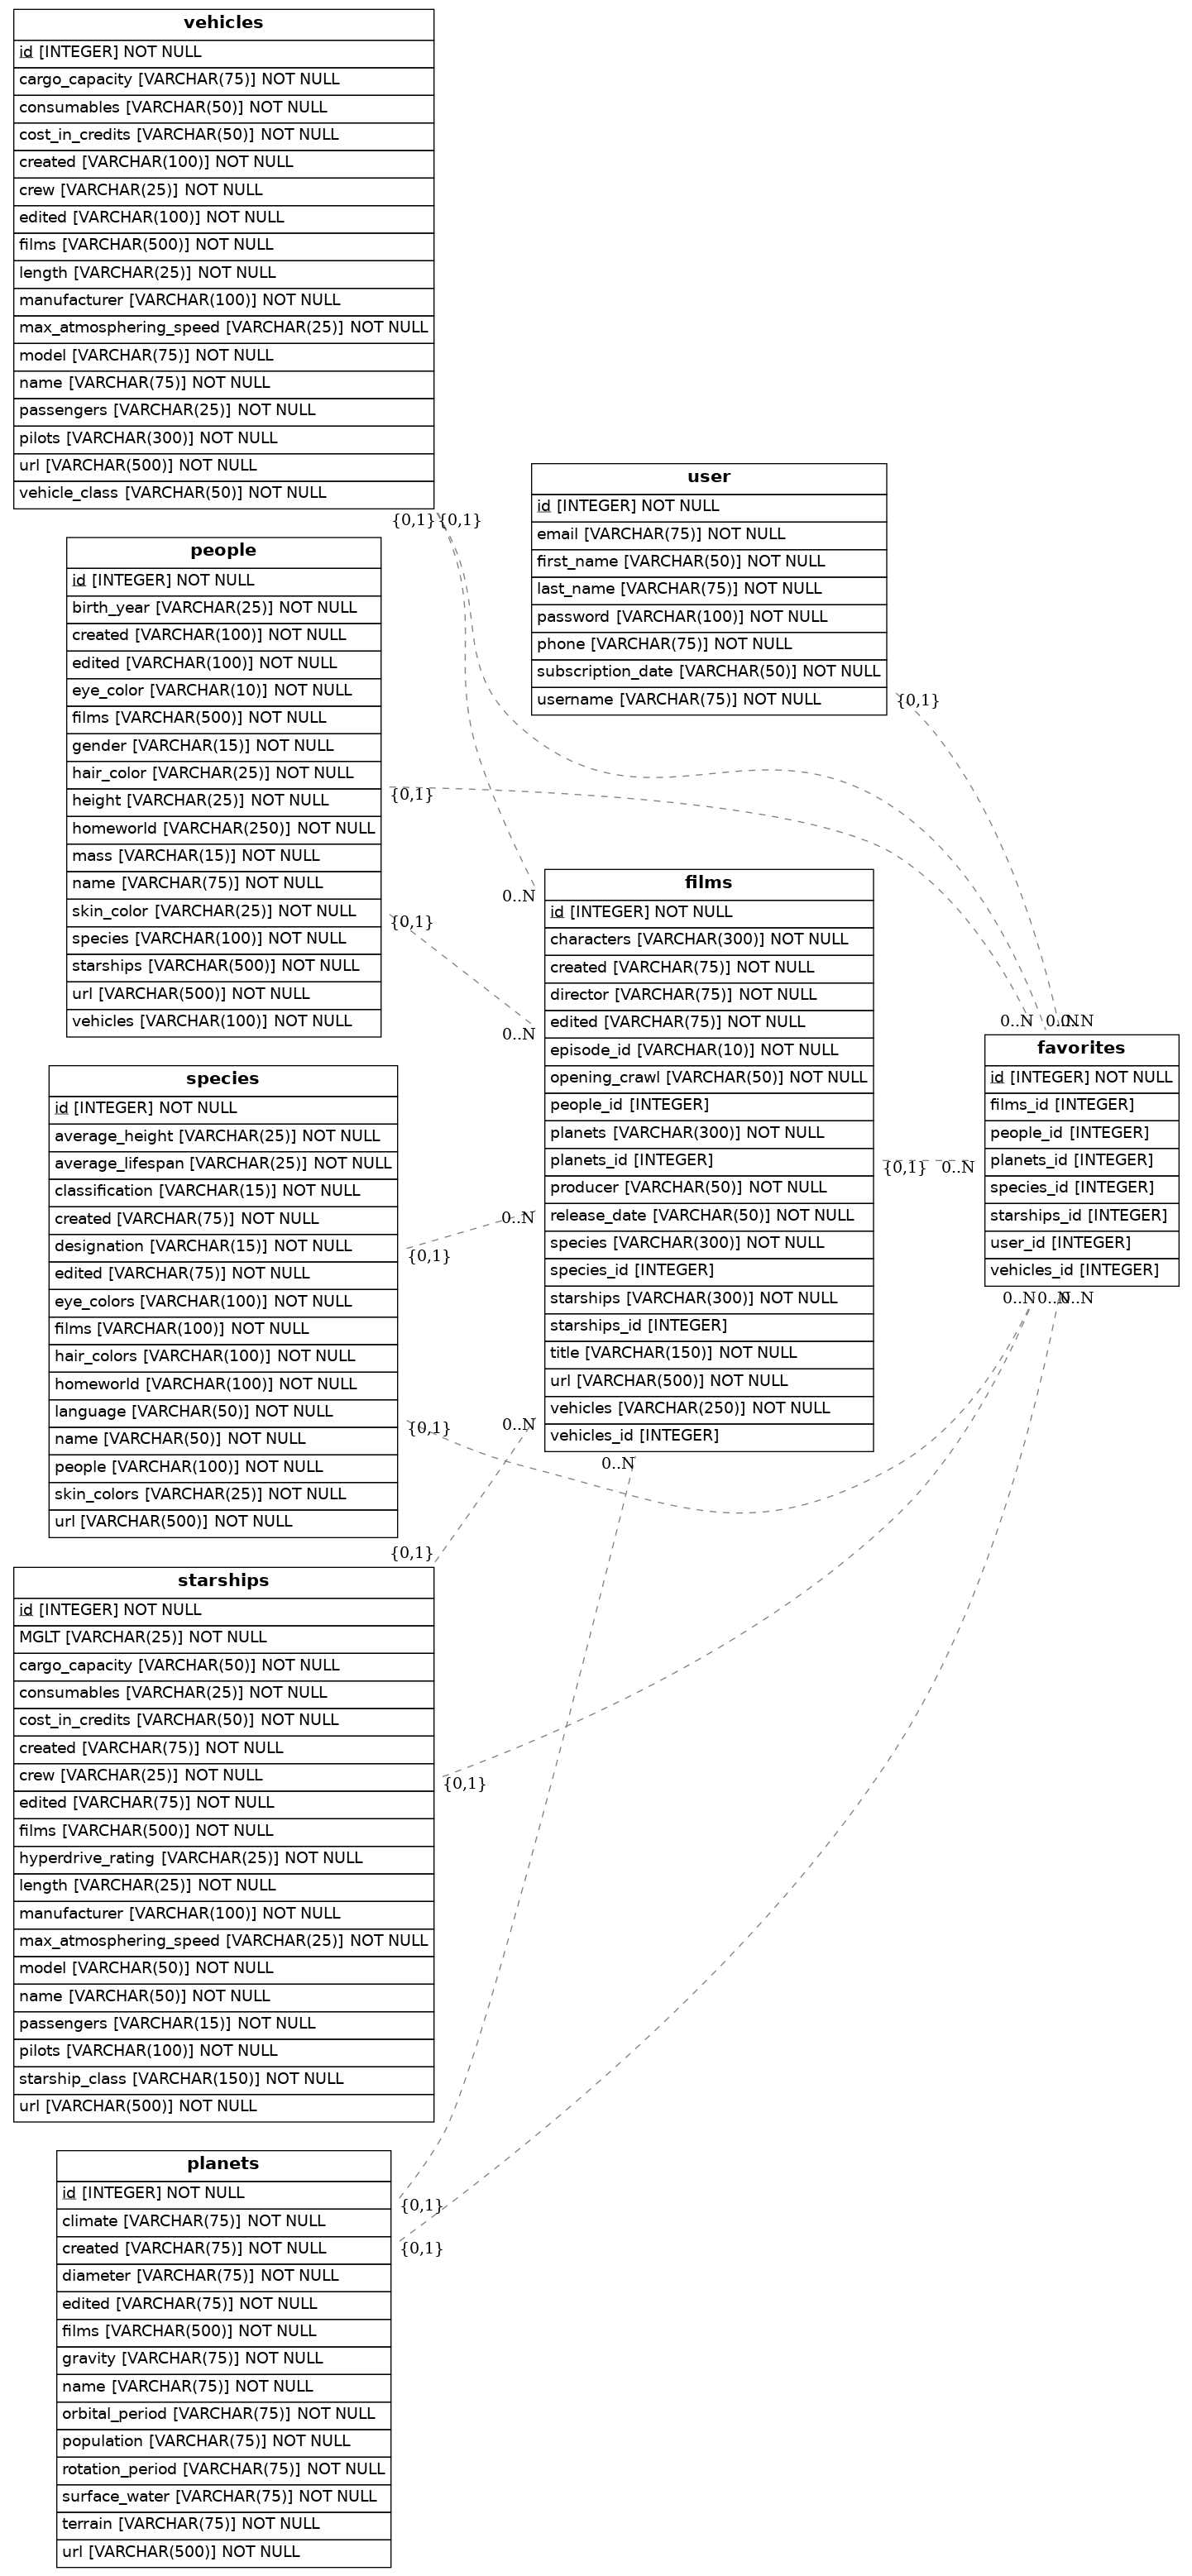 vehicles
id [INTEGER] NOT NULL
cargo_capacity [VARCHAR(75)] NOT NULL
consumables [VARCHAR(50)] NOT NULL
cost_in_credits [VARCHAR(50)] NOT NULL
created [VARCHAR(100)] NOT NULL
crew [VARCHAR(25)] NOT NULL
edited [VARCHAR(100)] NOT NULL
films [VARCHAR(500)] NOT NULL
length [VARCHAR(25)] NOT NULL
manufacturer [VARCHAR(100)] NOT NULL
max_atmosphering_speed [VARCHAR(25)] NOT NULL
model [VARCHAR(75)] NOT NULL
name [VARCHAR(75)] NOT NULL
passengers [VARCHAR(25)] NOT NULL
pilots [VARCHAR(300)] NOT NULL
url [VARCHAR(500)] NOT NULL
vehicle_class [VARCHAR(50)] NOT NULL
{0,1}
{0,1}
user
id [INTEGER] NOT NULL
email [VARCHAR(75)] NOT NULL
first_name [VARCHAR(50)] NOT NULL
last_name [VARCHAR(75)] NOT NULL
password [VARCHAR(100)] NOT NULL
phone [VARCHAR(75)] NOT NULL
subscription_date [VARCHAR(50)] NOT NULL
username [VARCHAR(75)] NOT NULL
{0,1}
people
id [INTEGER] NOT NULL
birth_year [VARCHAR(25)] NOT NULL
created [VARCHAR(100)] NOT NULL
edited [VARCHAR(100)] NOT NULL
eye_color [VARCHAR(10)] NOT NULL
films [VARCHAR(500)] NOT NULL
gender [VARCHAR(15)] NOT NULL
hair_color [VARCHAR(25)] NOT NULL
height [VARCHAR(25)] NOT NULL
homeworld [VARCHAR(250)] NOT NULL
mass [VARCHAR(15)] NOT NULL
name [VARCHAR(75)] NOT NULL
skin_color [VARCHAR(25)] NOT NULL
species [VARCHAR(100)] NOT NULL
starships [VARCHAR(500)] NOT NULL
url [VARCHAR(500)] NOT NULL
vehicles [VARCHAR(100)] NOT NULL
{0,1}
{0,1}
0..N
0..N
films
id [INTEGER] NOT NULL
characters [VARCHAR(300)] NOT NULL
created [VARCHAR(75)] NOT NULL
director [VARCHAR(75)] NOT NULL
edited [VARCHAR(75)] NOT NULL
episode_id [VARCHAR(10)] NOT NULL
opening_crawl [VARCHAR(50)] NOT NULL
people_id [INTEGER]
planets [VARCHAR(300)] NOT NULL
planets_id [INTEGER]
producer [VARCHAR(50)] NOT NULL
release_date [VARCHAR(50)] NOT NULL
species [VARCHAR(300)] NOT NULL
species_id [INTEGER]
starships [VARCHAR(300)] NOT NULL
starships_id [INTEGER]
title [VARCHAR(150)] NOT NULL
url [VARCHAR(500)] NOT NULL
vehicles [VARCHAR(250)] NOT NULL
vehicles_id [INTEGER]
{0,1}
0..N
0..N
0..N
0..N
0..N
0..N
0..N
favorites
id [INTEGER] NOT NULL
films_id [INTEGER]
people_id [INTEGER]
planets_id [INTEGER]
species_id [INTEGER]
starships_id [INTEGER]
user_id [INTEGER]
vehicles_id [INTEGER]
0..N
0..N
0..N
species
id [INTEGER] NOT NULL
average_height [VARCHAR(25)] NOT NULL
average_lifespan [VARCHAR(25)] NOT NULL
classification [VARCHAR(15)] NOT NULL
created [VARCHAR(75)] NOT NULL
designation [VARCHAR(15)] NOT NULL
edited [VARCHAR(75)] NOT NULL
eye_colors [VARCHAR(100)] NOT NULL
films [VARCHAR(100)] NOT NULL
hair_colors [VARCHAR(100)] NOT NULL
homeworld [VARCHAR(100)] NOT NULL
language [VARCHAR(50)] NOT NULL
name [VARCHAR(50)] NOT NULL
people [VARCHAR(100)] NOT NULL
skin_colors [VARCHAR(25)] NOT NULL
url [VARCHAR(500)] NOT NULL
{0,1}
{0,1}
{0,1}
starships
id [INTEGER] NOT NULL
MGLT [VARCHAR(25)] NOT NULL
cargo_capacity [VARCHAR(50)] NOT NULL
consumables [VARCHAR(25)] NOT NULL
cost_in_credits [VARCHAR(50)] NOT NULL
created [VARCHAR(75)] NOT NULL
crew [VARCHAR(25)] NOT NULL
edited [VARCHAR(75)] NOT NULL
films [VARCHAR(500)] NOT NULL
hyperdrive_rating [VARCHAR(25)] NOT NULL
length [VARCHAR(25)] NOT NULL
manufacturer [VARCHAR(100)] NOT NULL
max_atmosphering_speed [VARCHAR(25)] NOT NULL
model [VARCHAR(50)] NOT NULL
name [VARCHAR(50)] NOT NULL
passengers [VARCHAR(15)] NOT NULL
pilots [VARCHAR(100)] NOT NULL
starship_class [VARCHAR(150)] NOT NULL
url [VARCHAR(500)] NOT NULL
{0,1}
planets
id [INTEGER] NOT NULL
climate [VARCHAR(75)] NOT NULL
created [VARCHAR(75)] NOT NULL
diameter [VARCHAR(75)] NOT NULL
edited [VARCHAR(75)] NOT NULL
films [VARCHAR(500)] NOT NULL
gravity [VARCHAR(75)] NOT NULL
name [VARCHAR(75)] NOT NULL
orbital_period [VARCHAR(75)] NOT NULL
population [VARCHAR(75)] NOT NULL
rotation_period [VARCHAR(75)] NOT NULL
surface_water [VARCHAR(75)] NOT NULL
terrain [VARCHAR(75)] NOT NULL
url [VARCHAR(500)] NOT NULL
{0,1}
{0,1}